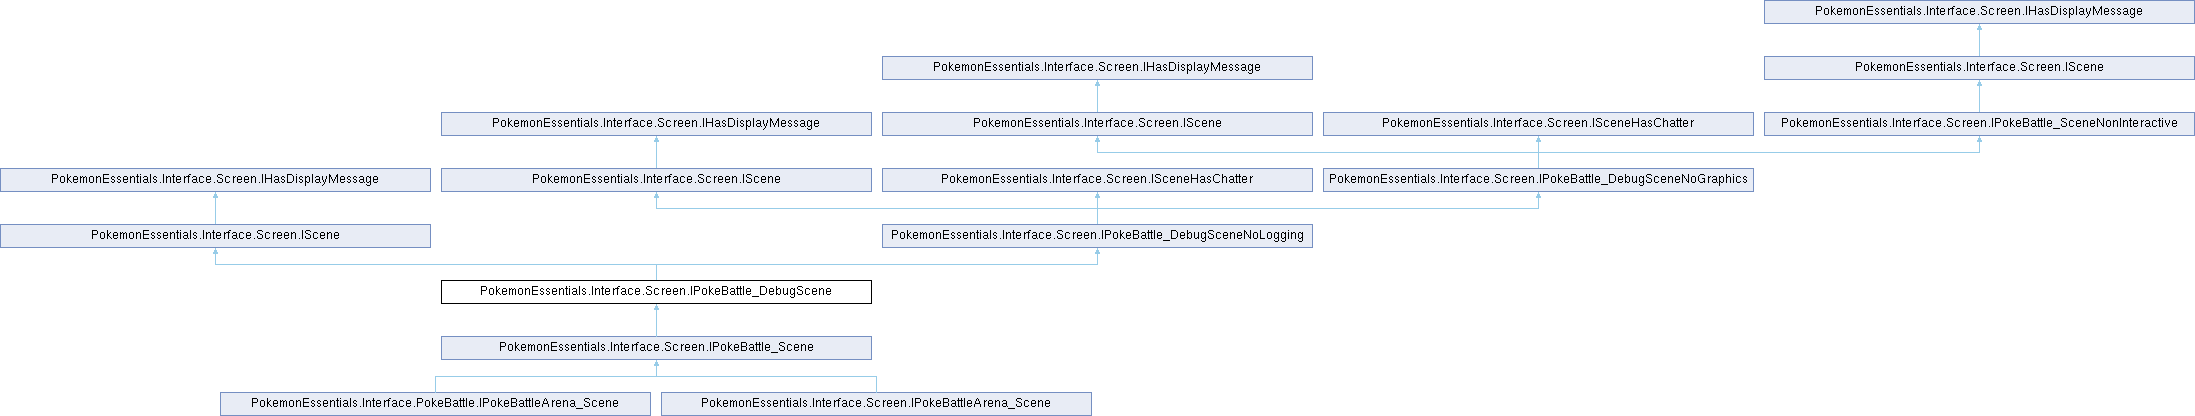 PokemonEssentials.Interface.Screen.IHasDisplayMessage
PokemonEssentials.Interface.Screen.IHasDisplayMessage
PokemonEssentials.Interface.Screen.IScene
PokemonEssentials.Interface.Screen.IHasDisplayMessage
PokemonEssentials.Interface.Screen.IScene
PokemonEssentials.Interface.Screen.ISceneHasChatter
PokemonEssentials.Interface.Screen.IPokeBattle_SceneNonInteractive
PokemonEssentials.Interface.Screen.IHasDisplayMessage
PokemonEssentials.Interface.Screen.IScene
PokemonEssentials.Interface.Screen.ISceneHasChatter
PokemonEssentials.Interface.Screen.IPokeBattle_DebugSceneNoGraphics
PokemonEssentials.Interface.Screen.IScene
PokemonEssentials.Interface.Screen.IPokeBattle_DebugSceneNoLogging
PokemonEssentials.Interface.Screen.IPokeBattle_DebugScene
PokemonEssentials.Interface.Screen.IPokeBattle_Scene
PokemonEssentials.Interface.PokeBattle.IPokeBattleArena_Scene
PokemonEssentials.Interface.Screen.IPokeBattleArena_Scene